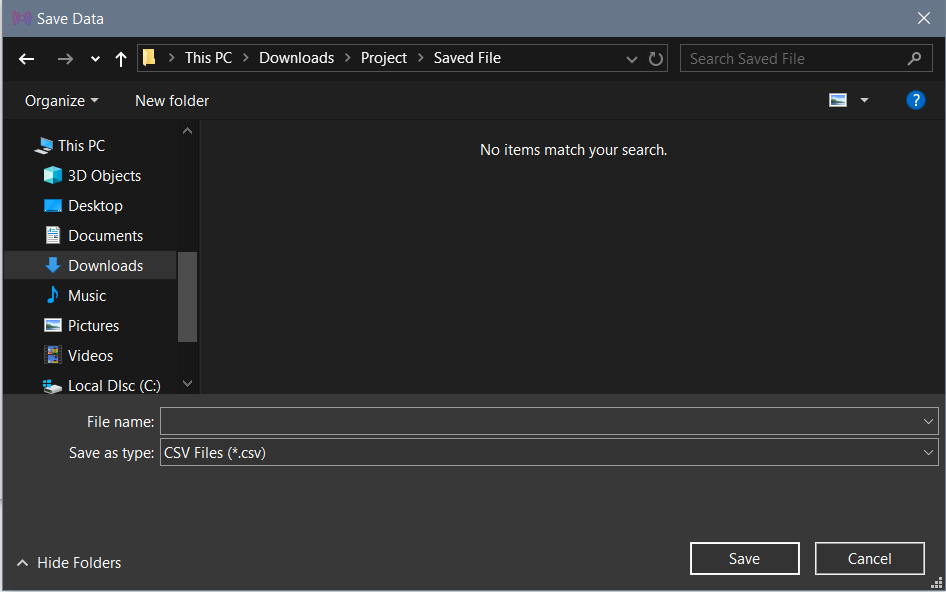 Save Data
This PC Downloads Project Saved File
Search Saved File
Organize New folder
?
No items match your search.
This PC
3D Objects
Desktop
Documents
Downloads
Music
Pictures
Videos
Local DIsc (C:)
File name:
Save as type: CSV Files (*.csv)
Hide Folders
Save Cancel